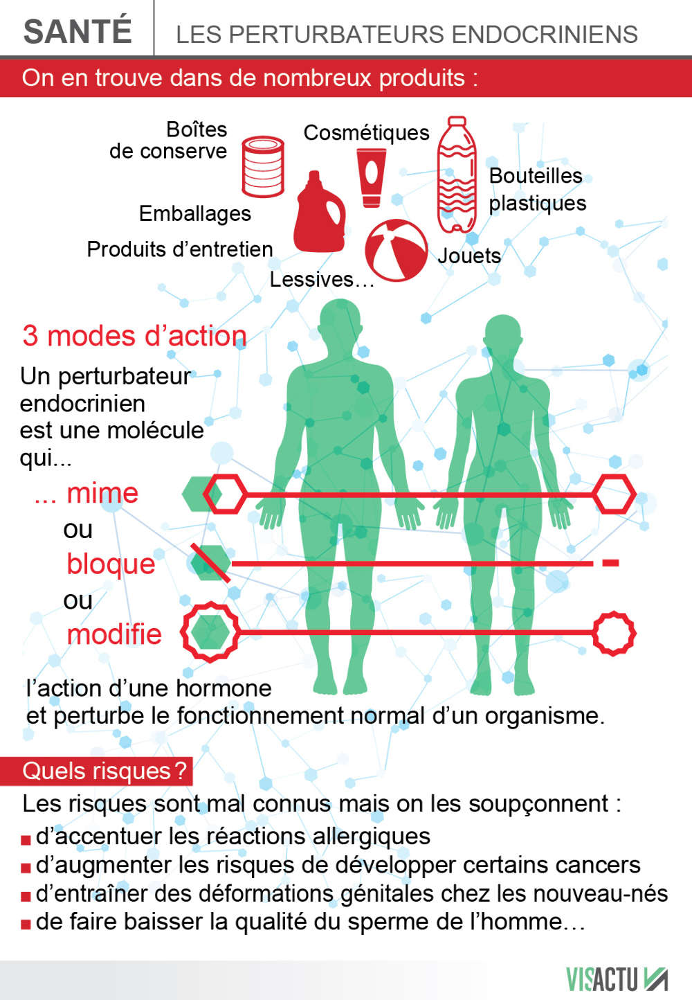 SANTÉ
LES PERTURBATEURS ENDOCRINIENS
On en trouve dans de nombreux produits :
Boîtes
de conserve
Cosmétiques
Bouteilles
plastiques
Emballages
Produits d’entretien
Jouets
Lessives…
3 modes d’action
Un perturbateur
endocrinien
est une molécule
qui...
... mime
ou
bloque
ou
modifie
l’action d’une hormone
et perturbe le fonctionnement normal d’un organisme.
Quels risques ?
Les risques sont mal connus mais on les soupçonnent :
d’accentuer les réactions allergiques
d’augmenter les risques de développer certains cancers
d’entraîner des déformations génitales chez les nouveau-nés
de faire baisser la qualité du sperme de l’homme…
VISACTU